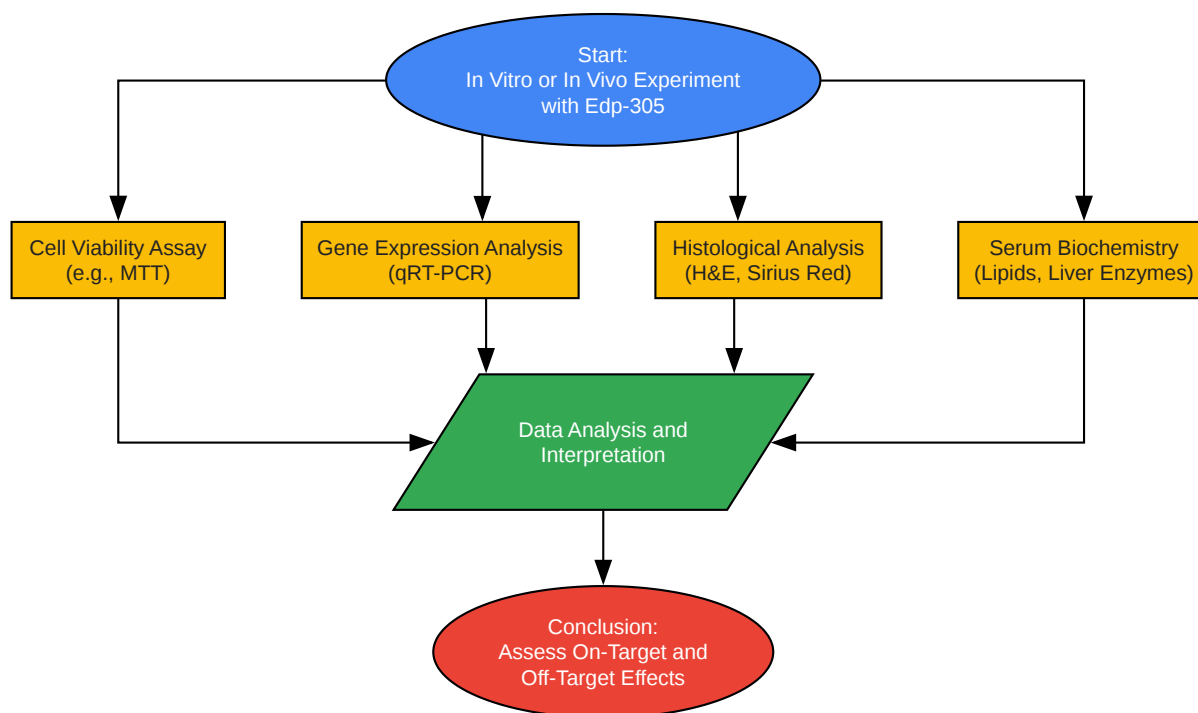 Start:
In Vitro or In Vivo Experiment
with Edp-305
Cell Viability Assay
(e.g., MTT)
Gene Expression Analysis
(qRT-PCR)
Histological Analysis
(H&E, Sirius Red)
Serum Biochemistry
(Lipids, Liver Enzymes)
Data Analysis and
Interpretation
Conclusion:
Assess On-Target and
Off-Target Effects